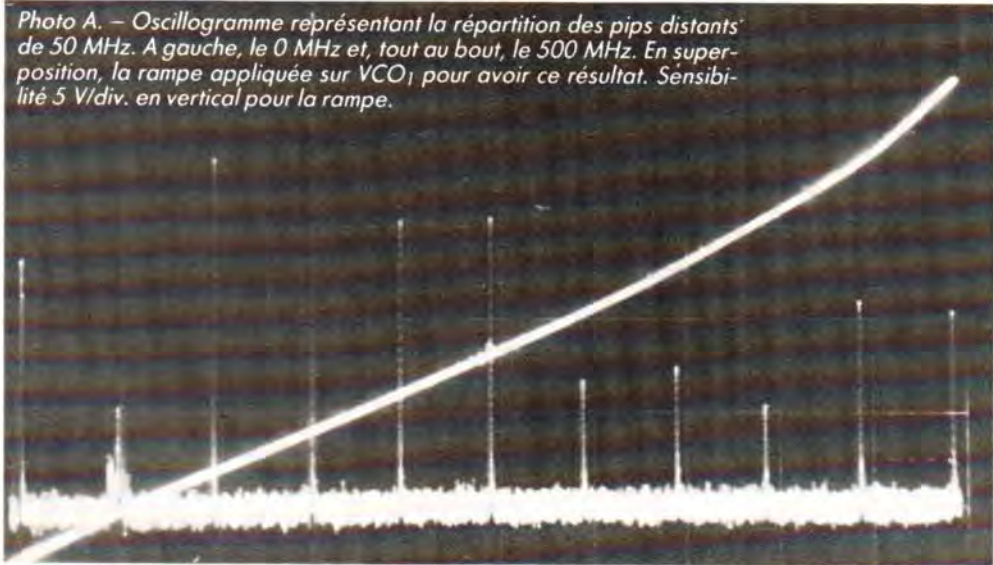 Photo A. – Oscillogramme représentant la répartition des pips distants
de 50 MHz. A gauche, le 0 MHz et, tout au bout, le 500 MHz. En super-
position, la rampe appliquée sur VCO1 pour avoir ce résultat. Sensibi-
lité 5 V/div. en vertical pour la rampe.